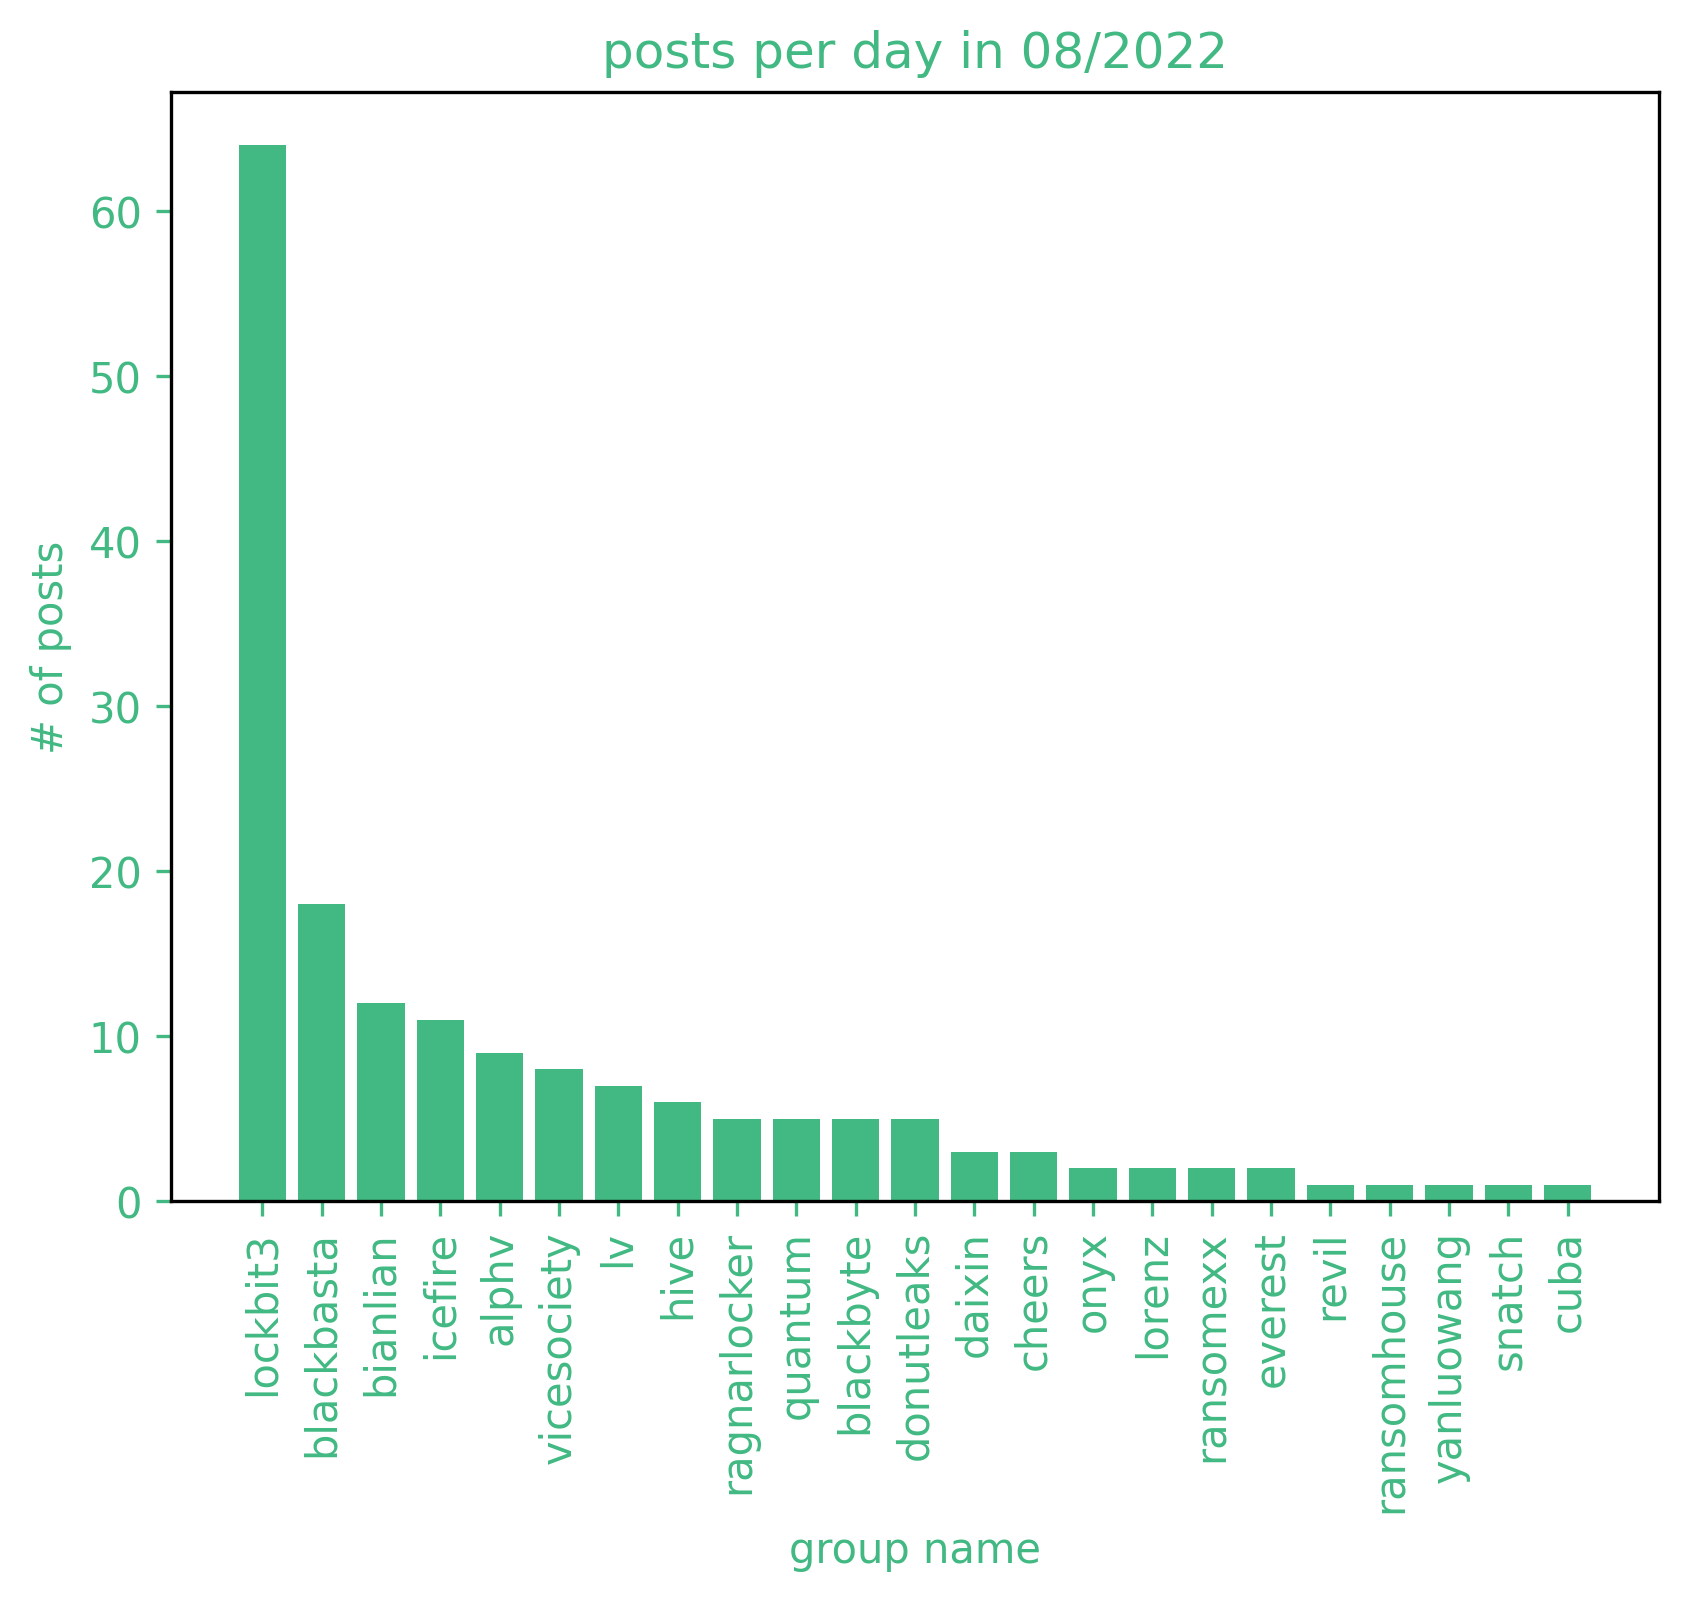 posts per day in 08/2022
# of posts
60
50
40
30
20
10
0
lockbit3
blackbasta
bianlian
icefire
alphv
vicesociety
lv
hive
ragnarlocker
quantum
blackbyte
donutleaks
daixin
cheers
onyx
lorenz
ransomexx
everest
revil
ransomhouse
yanluowang
snatch
cuba
group name